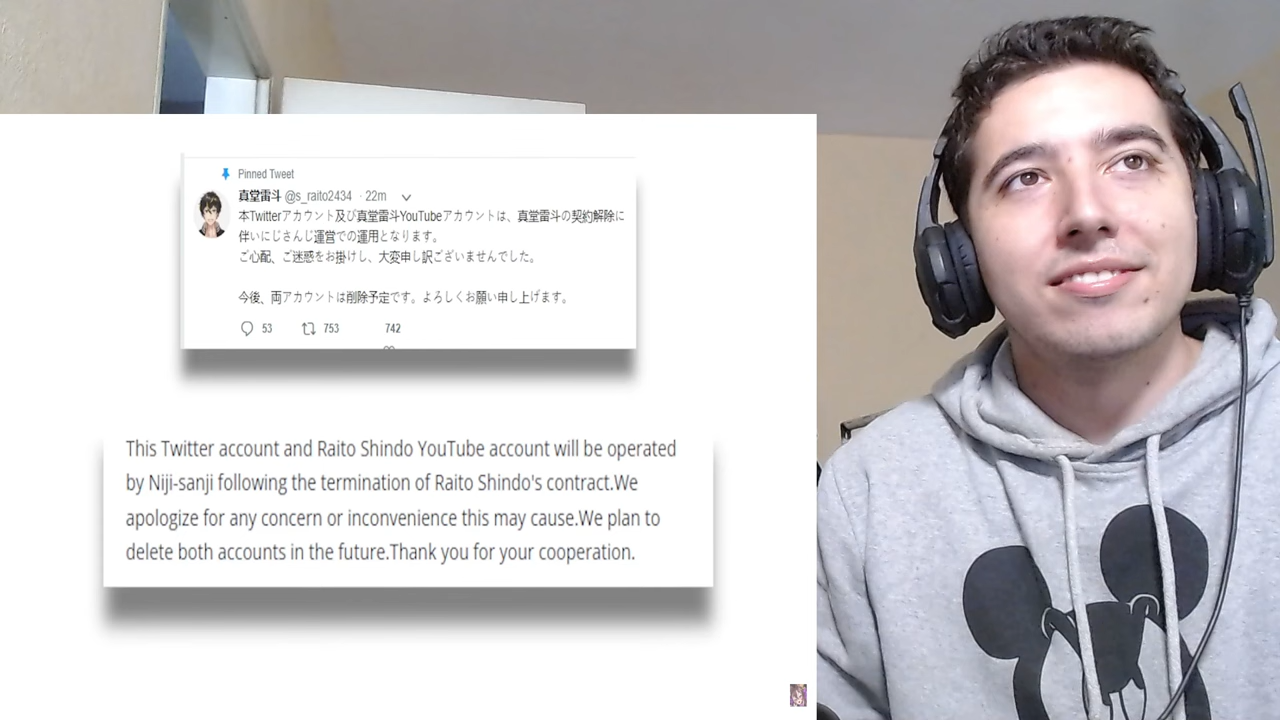 Pinned Tweet
真堂雷斗 @s_raito2434 · 22m
本Twitterアカウント及び真堂雷斗YouTubeアカウントは、真堂雷斗の契約解除に
伴いにじさんじ運営での運用となります。
ご心配、ご迷惑をお掛けし、大変申し訳ございませんでした。
今後、両アカウントは削除予定です。よろしくお願い申し上げます。
53 753 742
This Twitter account and Raito Shindo YouTube account will be operated
by Niji-sanji following the termination of Raito Shindo's contract.We
apologize for any concern or inconvenience this may cause.We plan to
delete both accounts in the future.Thank you for your cooperation.